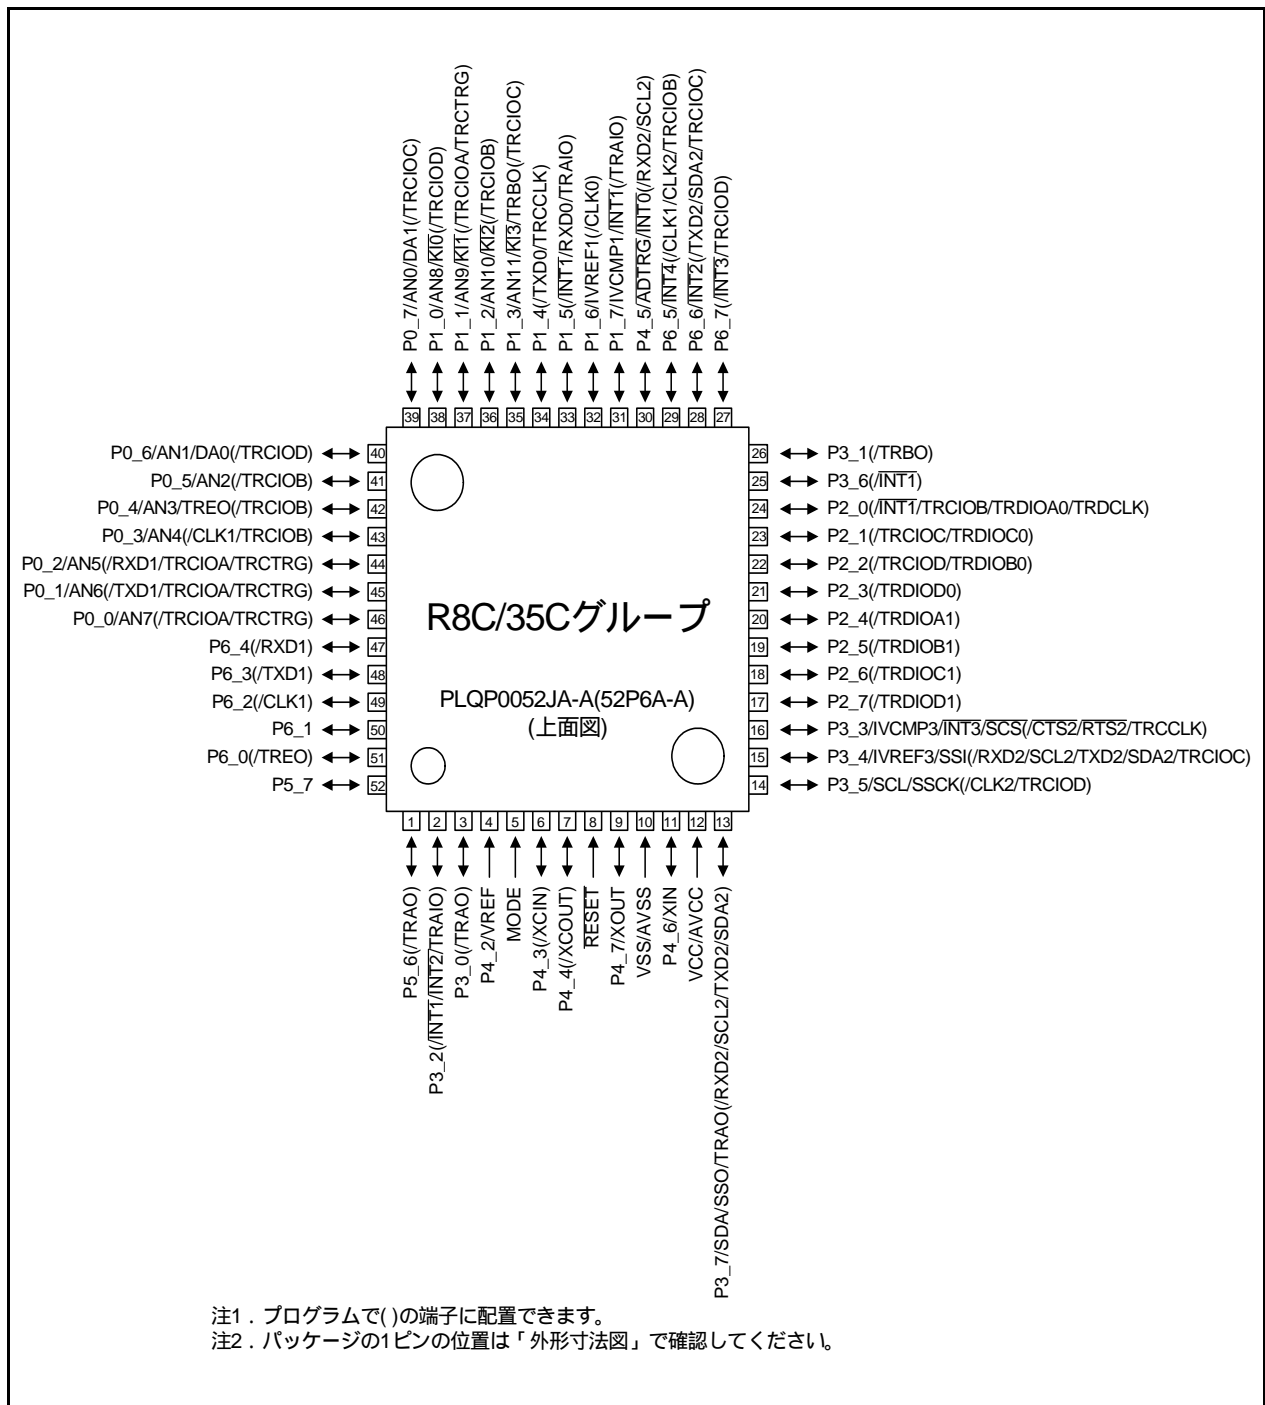 P0_7/AN0/DA1(/TRCIOC)
P1_0/AN8/KI0(/TRCIOD)
P1_1/AN9/KI1(/TRCIOA/TRCTRG)
P1_2/AN10/KI2(/TRCIOB)
P1_3/AN11/KI3/TRBO(/TRCIOC)
P1_4(/TXD0/TRCCLK)
P1_5(/INT1/RXD0/TRAIO)
P1_6/IVREF1(/CLK0)
P1_7/IVCMP1/INT1(/TRAIO)
P4_5/ADTRG/INT0(/RXD2/SCL2)
P6_5/INT4(/CLK1/CLK2/TRCIOB)
P6_6/INT2(/TXD2/SDA2/TRCIOC)
P6_7(/INT3/TRCIOD)
39 38 37 36 35 34 33 32 31 30 29 28 27
P0_6/AN1/DA0(/TRCIOD) 40
P0_5/AN2(/TRCIOB) 41
P0_4/AN3/TREO(/TRCIOB) 42
P0_3/AN4(/CLK1/TRCIOB) 43
P0_2/AN5(/RXD1/TRCIOA/TRCTRG) 44
P0_1/AN6(/TXD1/TRCIOA/TRCTRG) 45
P0_0/AN7(/TRCIOA/TRCTRG) 46
P6_4(/RXD1) 47
P6_3(/TXD1) 48
P6_2(/CLK1) 49
P6_1 50
P6_0(/TREO) 51
P5_7 52
R8C/35Cグループ
PLQP0052JA-A(52P6A-A)
(上面図)
26 P3_1(/TRBO)
25 P3_6(/INT1)
24 P2_0(/INT1/TRCIOB/TRDIOA0/TRDCLK)
23 P2_1(/TRCIOC/TRDIOC0)
22 P2_2(/TRCIOD/TRDIOB0)
21 P2_3(/TRDIOD0)
20 P2_4(/TRDIOA1)
19 P2_5(/TRDIOB1)
18 P2_6(/TRDIOC1)
17 P2_7(/TRDIOD1)
16 P3_3/IVCMP3/INT3/SCS(/CTS2/RTS2/TRCCLK)
15 P3_4/IVREF3/SSI(/RXD2/SCL2/TXD2/SDA2/TRCIOC)
14 P3_5/SCL/SSCK(/CLK2/TRCIOD)
1 2 3 4 5 6 7 8 9 10 11 12 13
P5_6(/TRAO)
P3_2(/INT1/INT2/TRAIO)
P3_0(/TRAO)
P4_2/VREF
MODE
P4_3(/XCIN)
P4_4(/XCOUT)
RESET
P4_7/XOUT
VSS/AVSS
P4_6/XIN
VCC/AVCC
P3_7/SDA/SSO/TRAO(/RXD2/SCL2/TXD2/SDA2)
注1．プログラムで( )の端子に配置できます。
注2．パッケージの1ピンの位置は「外形寸法図」で確認してください。